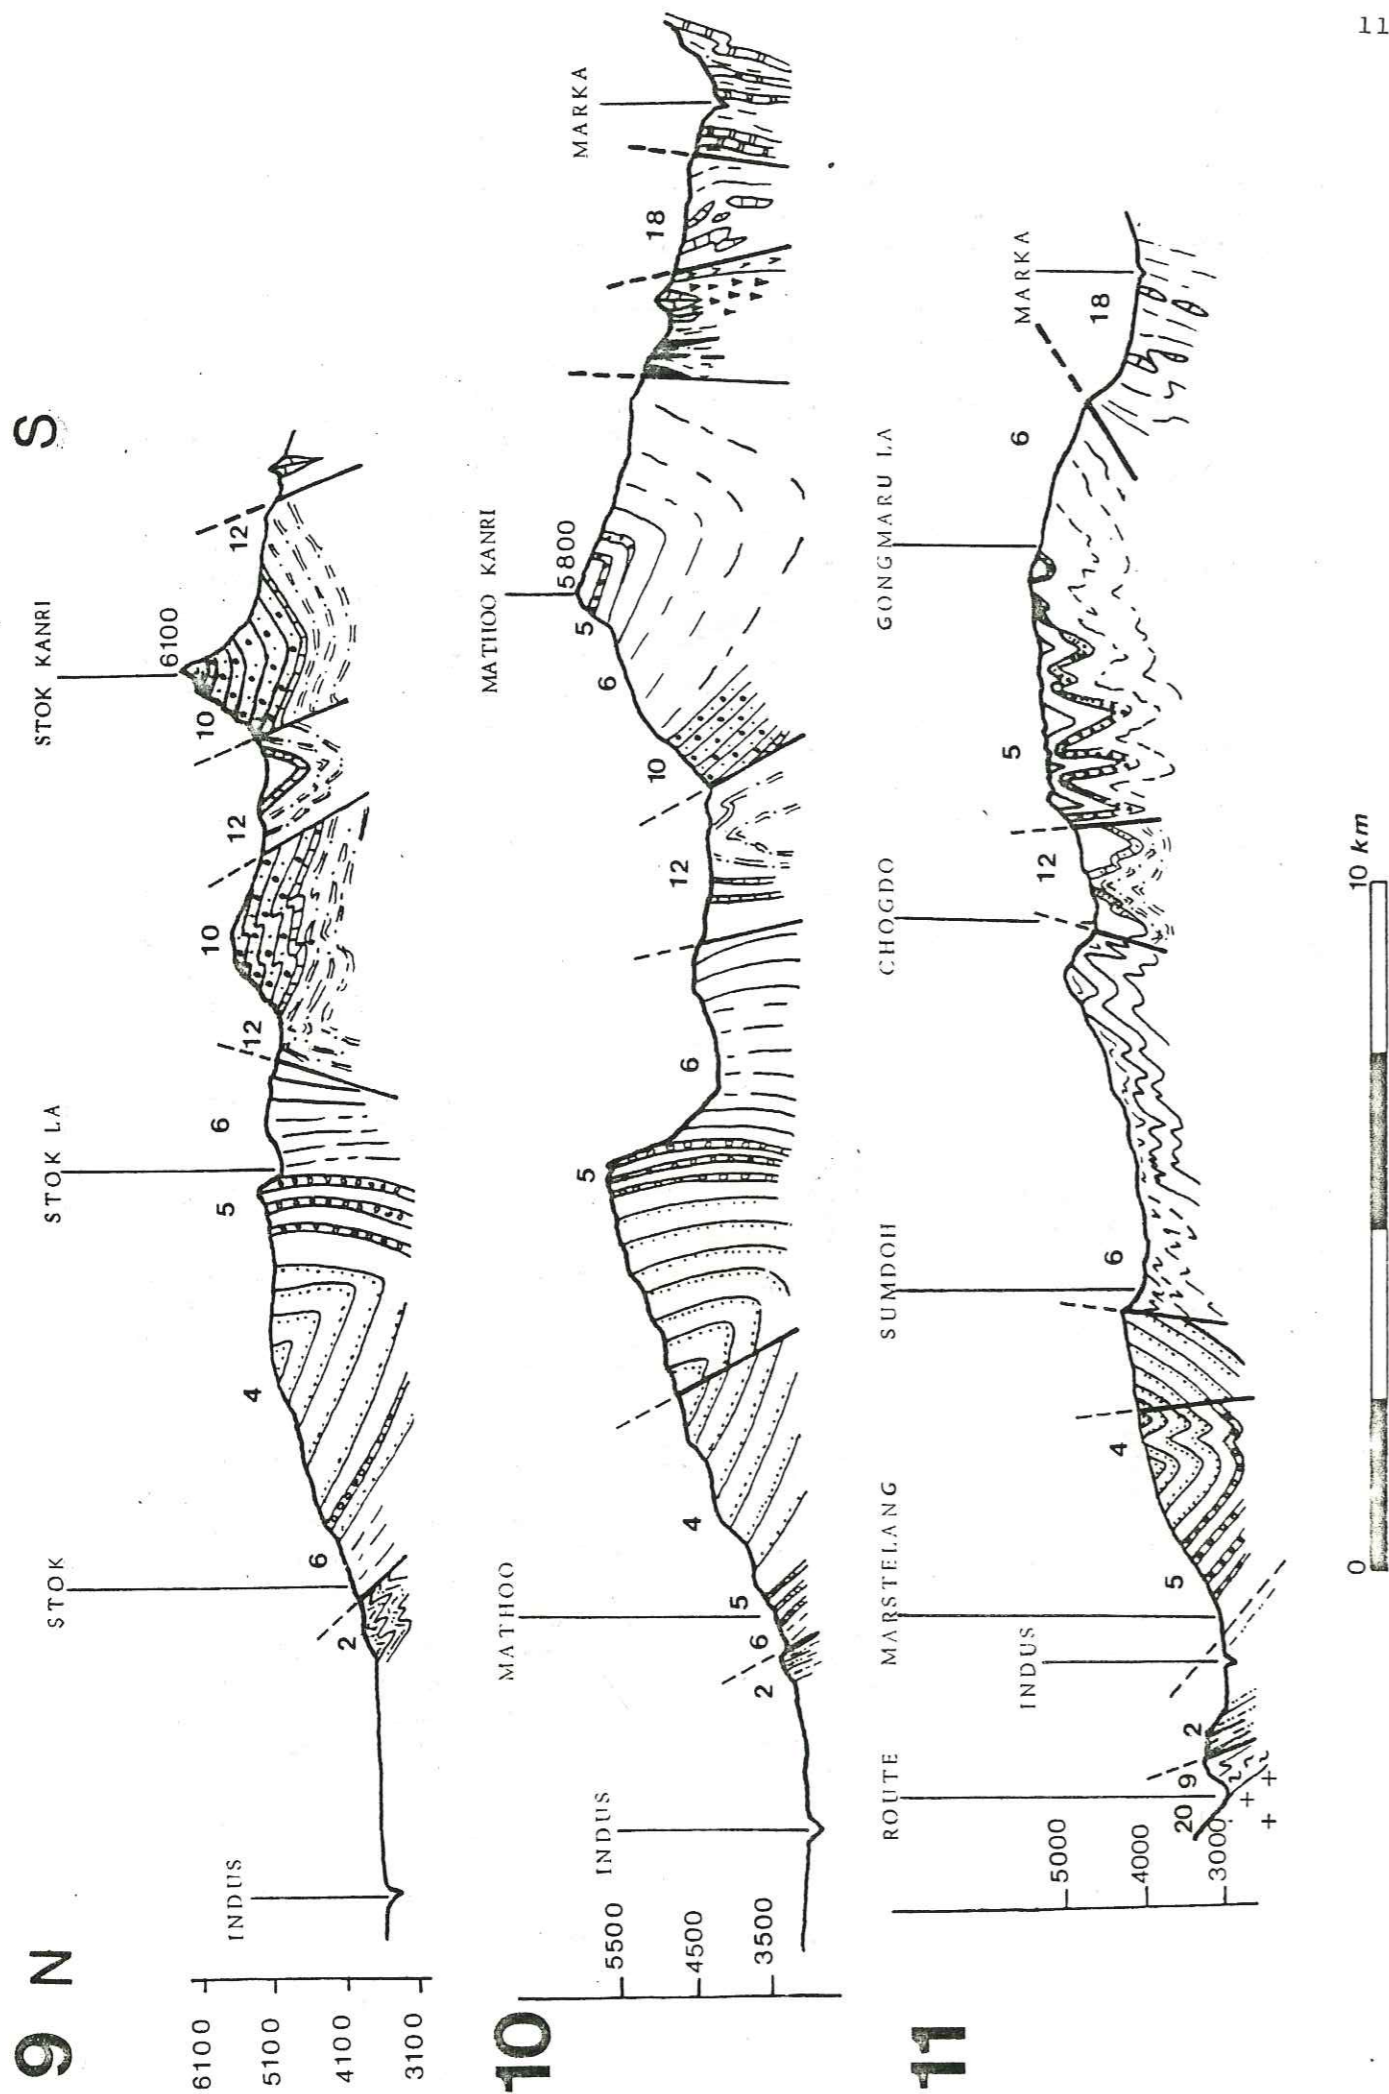 11
9 N S
STOK KANRI
STOK LA
STOK
INDUS
6100
5100
4100
3100
2 6 4 5 6 12 10 12 10 6100 12
10
MARKA
MATHOO KANRI
MATHOO
INDUS
5500
4500
3500
2 6 5 4 5 6 12 10 6 5 5800 18
11
MARKA
GONGMARU LA
CHOGDO
SUMDOH
MARSTELANG
INDUS
ROUTE
5000
4000
3000
20 9 2 5 4 6 12 5 6 18
0 10 km